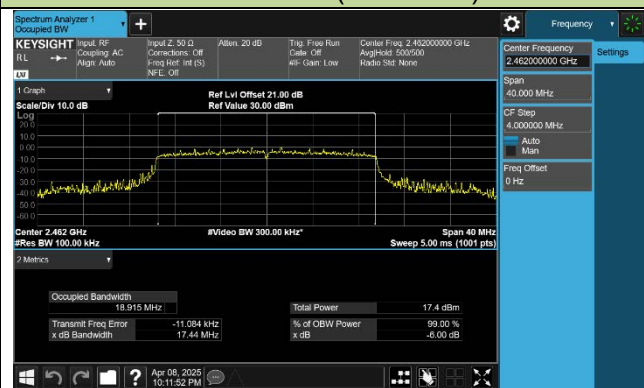 Spectrum Analyzer 1
Occupied BW
Frequency
KEYSIGHT
RL
LXI
Input: RF
Coupling: AC
Align: Auto
Input Z: 50 Ω
Corrections: Off
Freq Ref: Int (S)
NFE: Off
Atten: 20 dB
Trig: Free Run
Gate: Off
#IF Gain: Low
Center Freq: 2.462000000 GHz
Avg|Hold: 500/500
Radio Std: None
Center Frequency
2.462000000 GHz
Settings
Span
40.000 MHz
CF Step
4.000000 MHz
Auto
Man
Freq Offset
0 Hz
1 Graph
Scale/Div 10.0 dB
Ref Lvl Offset 21.00 dB
Ref Value 30.00 dBm
Log
20.0
10.0
0.00
-10.0
-20.0
-30.0
-40.0
-50.0
-60.0
Center 2.462 GHz
#Res BW 100.00 kHz
#Video BW 300.00 kHz*
Span 40 MHz
Sweep 5.00 ms (1001 pts)
2 Metrics
Occupied Bandwidth
18.915 MHz
Total Power 17.4 dBm
Transmit Freq Error -11.084 kHz
% of OBW Power 99.00 %
x dB Bandwidth 17.44 MHz
x dB -6.00 dB
Apr 08, 2025
10:11:52 PM